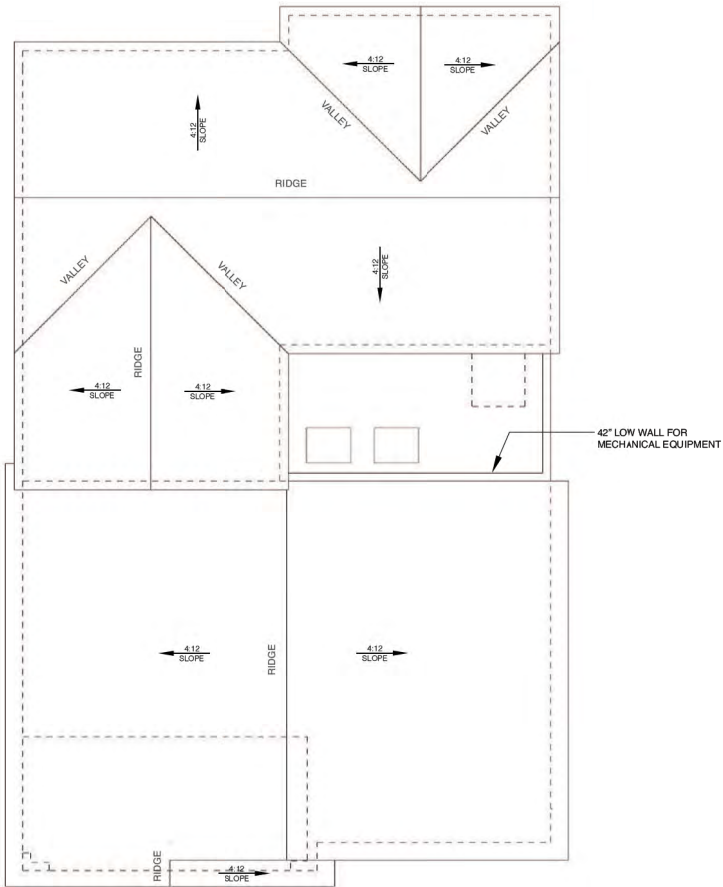 4:12
SLOPE
4:12
SLOPE
VALLEY
VALLEY
4:12
SLOPE
RIDGE
VALLEY
VALLEY
4:12
SLOPE
RIDGE
4:12
SLOPE
4:12
SLOPE
42" LOW WALL FOR
MECHANICAL EQUIPMENT
4:12
SLOPE
RIDGE
4:12
SLOPE
RIDGE
4:12
SLOPE